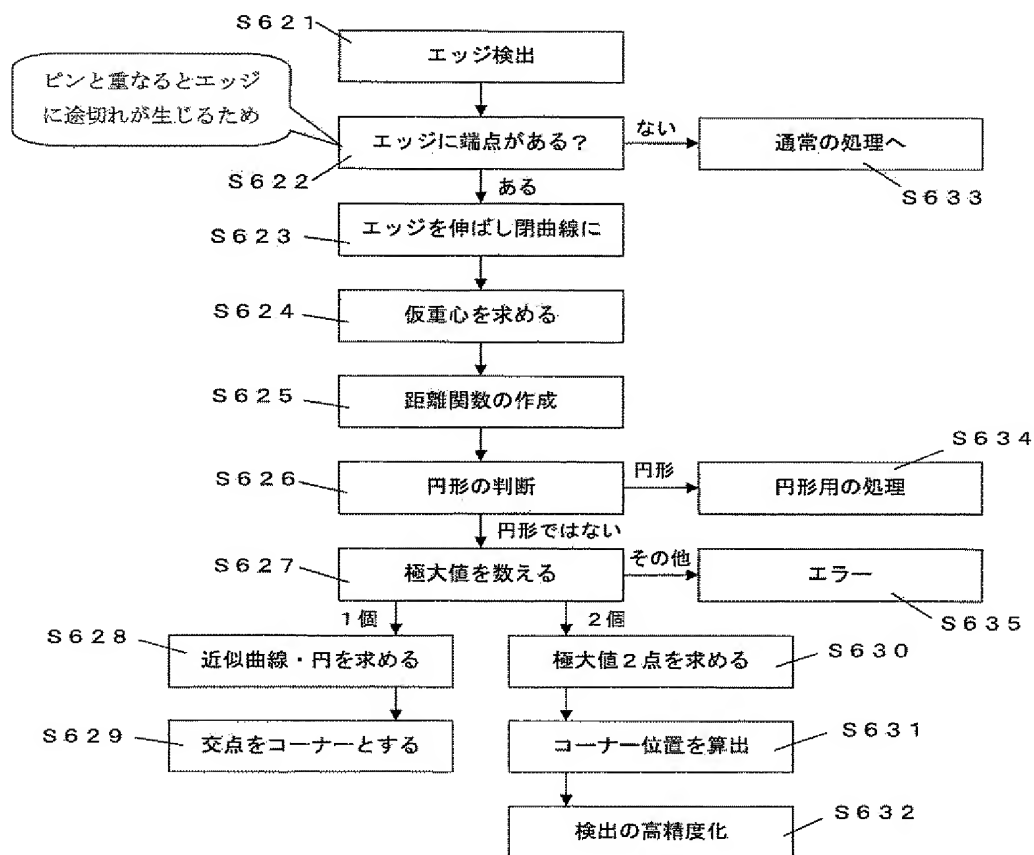 S621
エッジ検出
ピンと重なるとエッジ
に途切れが生じるため
エッジに端点がある？
ない
通常の処理へ
S622
S633
ある
S623
エッジを伸ばし閉曲線に
S624
仮重心を求める
S625
距離関数の作成
S634
S626
円形の判断
円形
円形用の処理
円形ではない
S627
極大値を数える
その他
エラー
S635
1個
2個
S628
近似曲線・円を求める
極大値２点を求める
S630
S629
交点をコーナーとする
コーナー位置を算出
S631
検出の高精度化
S632